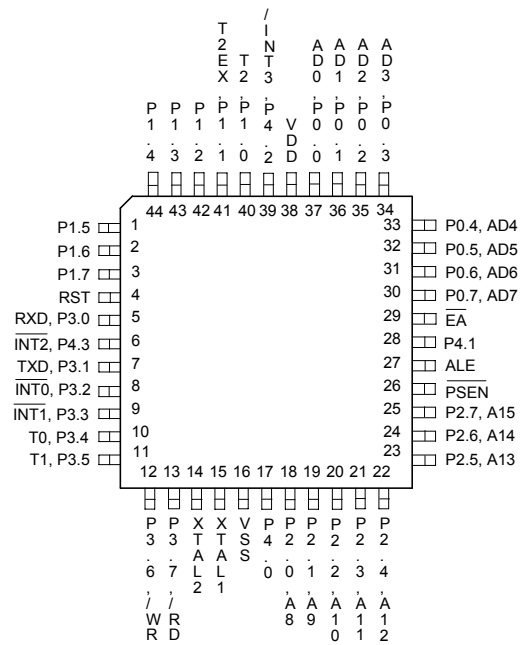 P1.4
P1.3
P1.2
T2EX,P1.1
T2,P1.0
/INT3,P4.2
VDD
AD0,P0.0
AD1,P0.1
AD2,P0.2
AD3,P0.3
44 43 42 41 40 39 38 37 36 35 34
P1.5 1
P1.6 2
P1.7 3
RST 4
RXD, P3.0 5
INT2, P4.3 6
TXD, P3.1 7
INT0, P3.2 8
INT1, P3.3 9
T0, P3.4 10
T1, P3.5 11
33 P0.4, AD4
32 P0.5, AD5
31 P0.6, AD6
30 P0.7, AD7
29 EA
28 P4.1
27 ALE
26 PSEN
25 P2.7, A15
24 P2.6, A14
23 P2.5, A13
12 13 14 15 16 17 18 19 20 21 22
P3.6,/WR
P3.7,/RD
XTAL2
XTAL1
VSS
P4.0
P2.0,A8
P2.1,A9
P2.2,A10
P2.3,A11
P2.4,A12